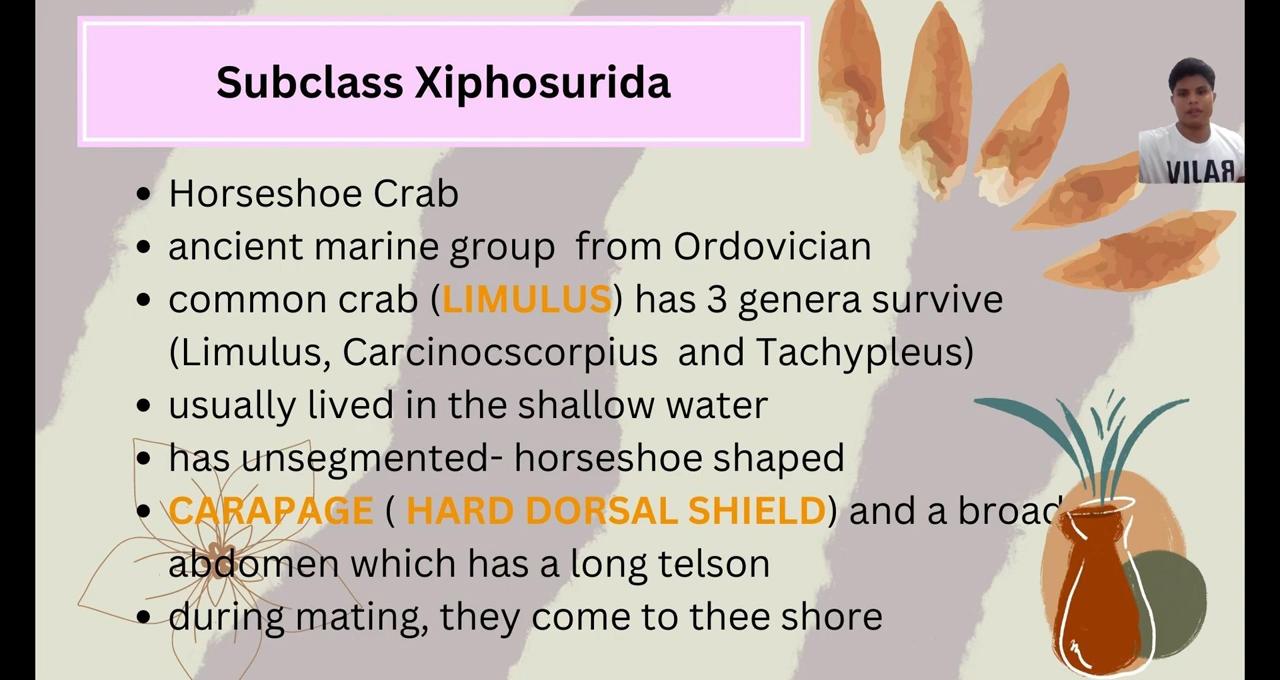 Subclass Xiphosurida
VILAR
• Horseshoe Crab
• ancient marine group from Ordovician
• common crab (LIMULUS) has 3 genera survive
(Limulus, Carcinocscorpius and Tachypleus)
• usually lived in the shallow water
• has unsegmented- horseshoe shaped
• CARAPAGE ( HARD DORSAL SHIELD) and a broad
abdomen which has a long telson
• during mating, they come to thee shore